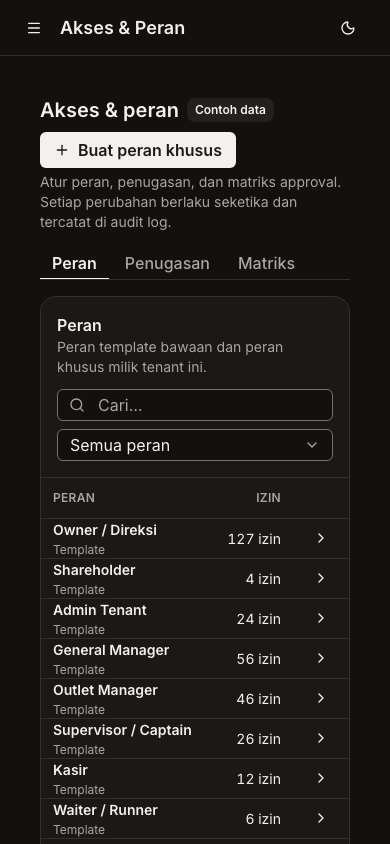 Akses & Peran
Akses & peran Contoh data
Buat peran khusus
Atur peran, penugasan, dan matriks approval.
Setiap perubahan berlaku seketika dan
tercatat di audit log.
Peran Penugasan Matriks
Peran
Peran template bawaan dan peran
khusus milik tenant ini.
Cari...
Semua peran
PERAN IZIN
Owner / Direksi
Template
127 izin
Shareholder
Template
4 izin
Admin Tenant
Template
24 izin
General Manager
Template
56 izin
Outlet Manager
Template
46 izin
Supervisor / Captain
Template
26 izin
Kasir
Template
12 izin
Waiter / Runner
Template
6 izin